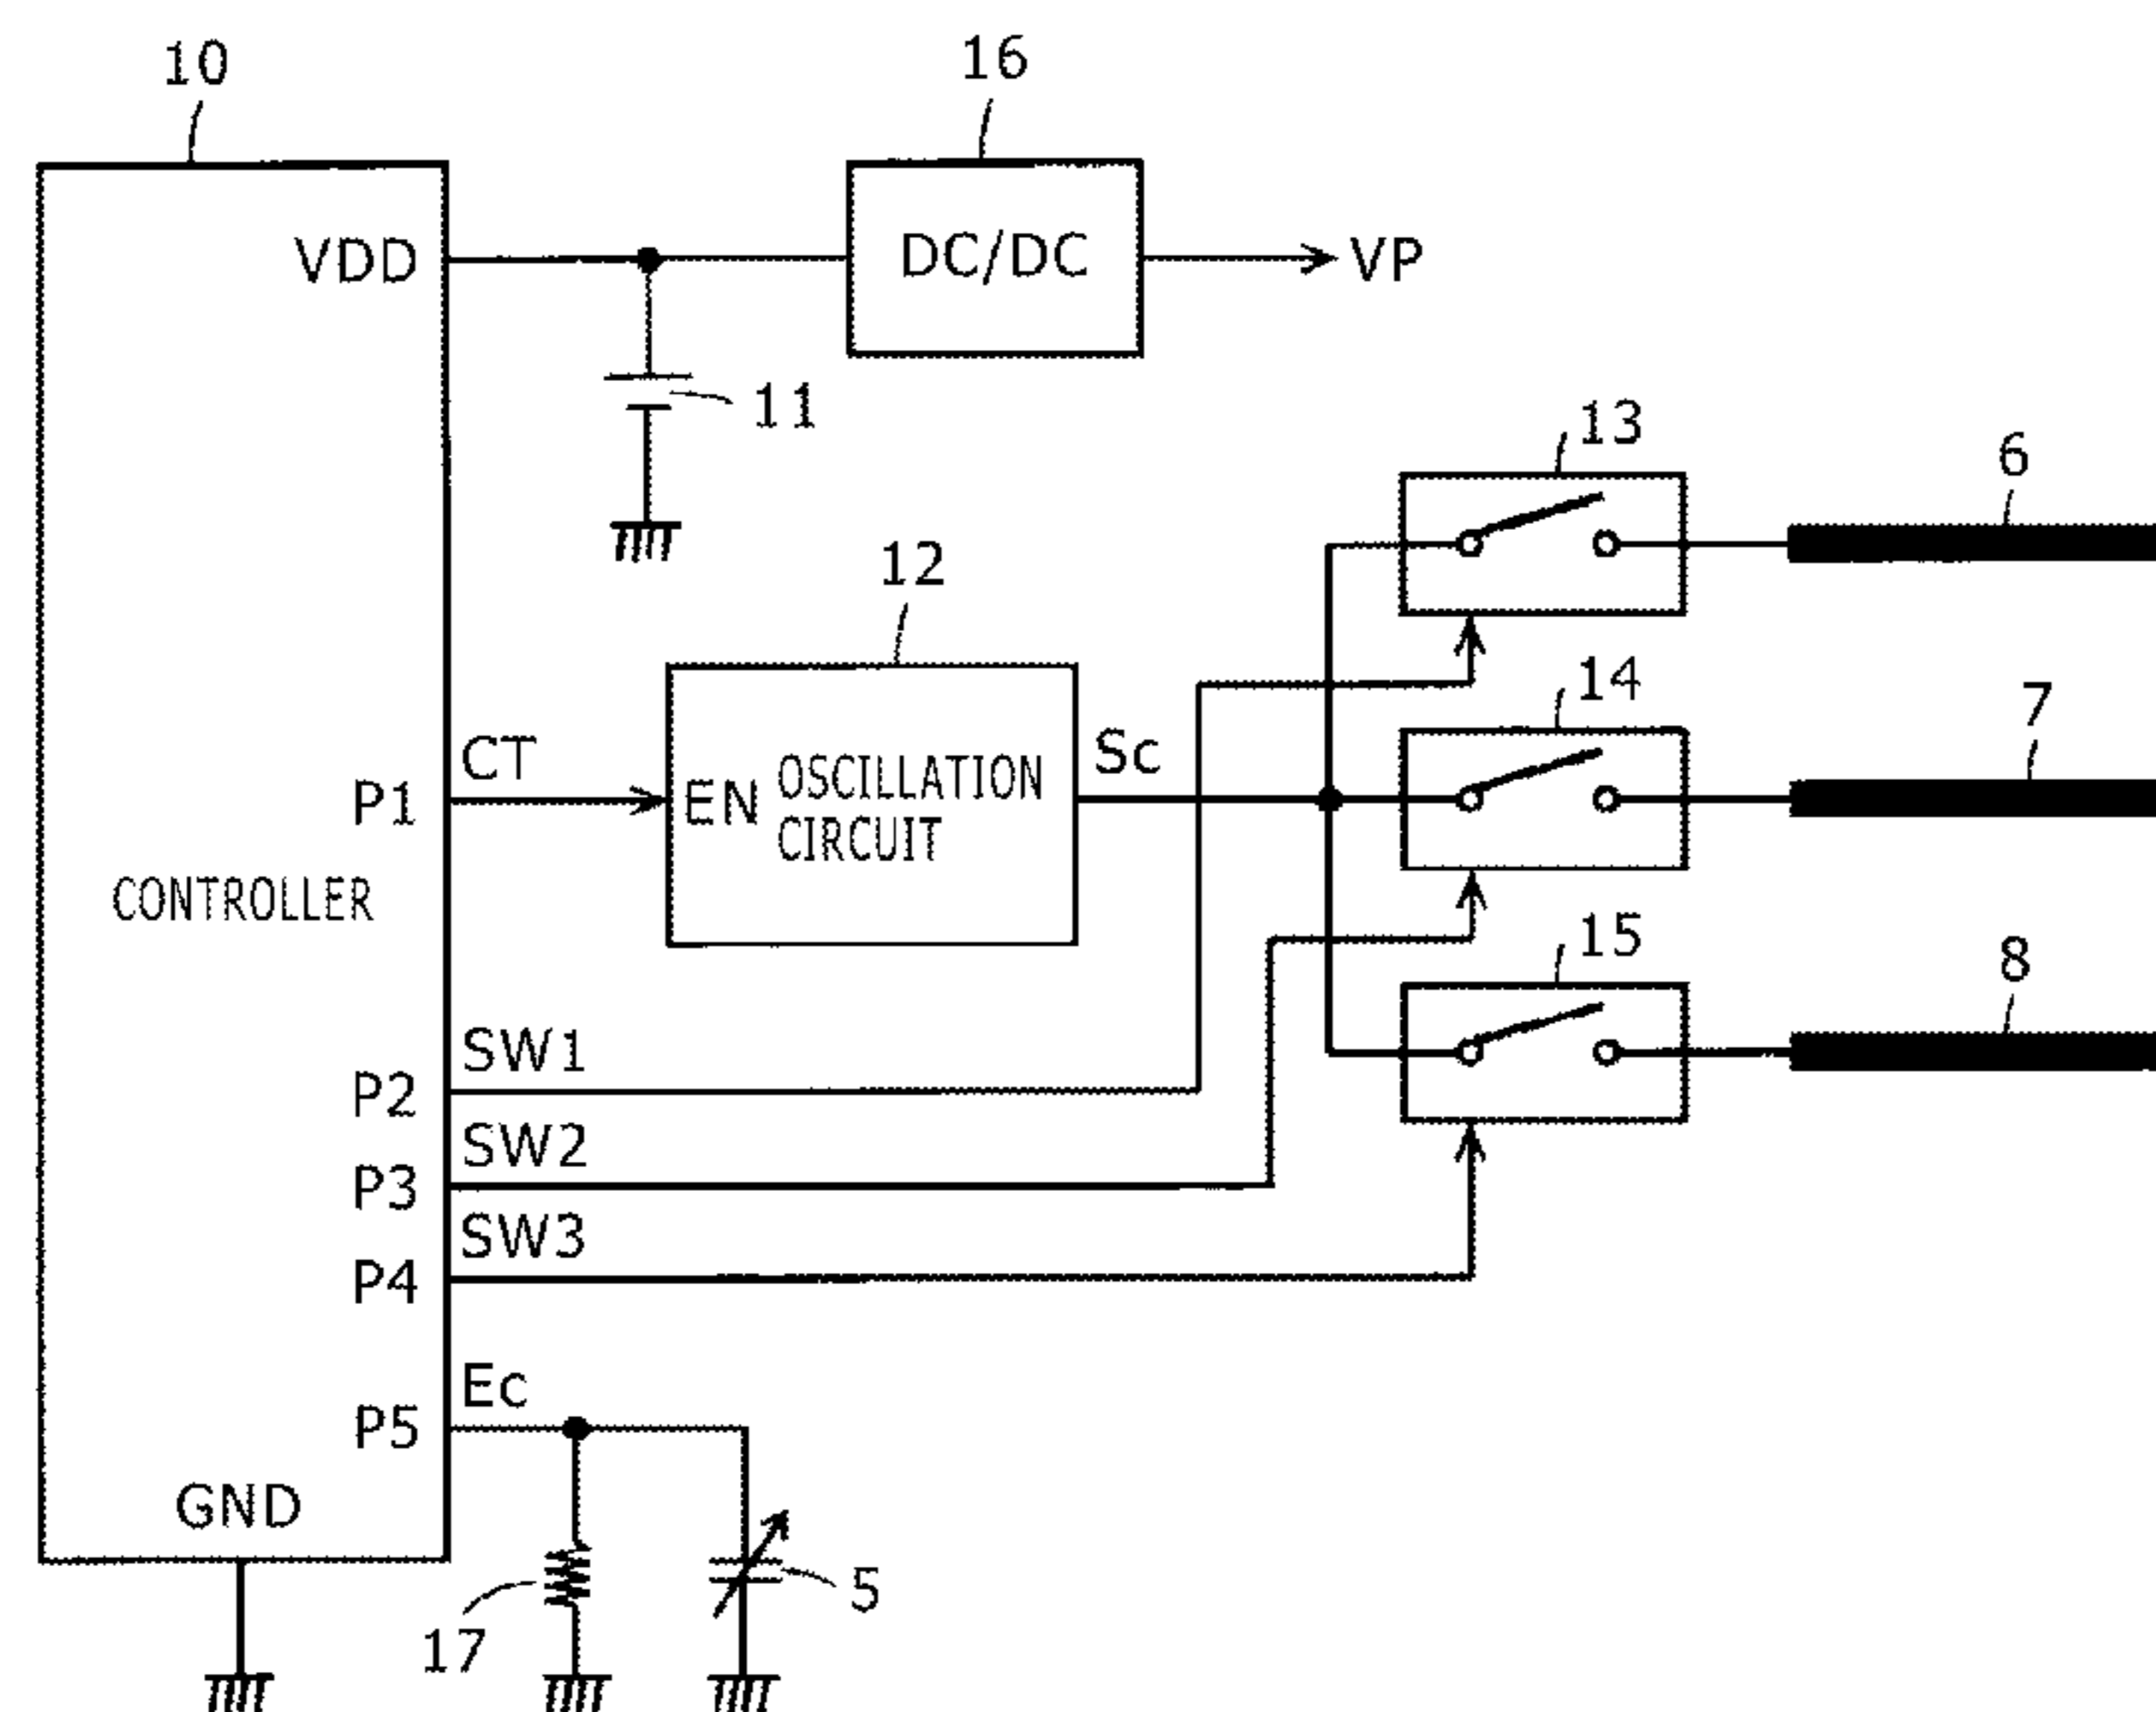 10
16
VDD
DC/DC
VP
11
13
6
12
14
7
CT
Sc
P1
EN
OSCILLATION
CIRCUIT
CONTROLLER
15
8
SW1
P2
SW2
P3
SW3
P4
Ec
P5
GND
5
17